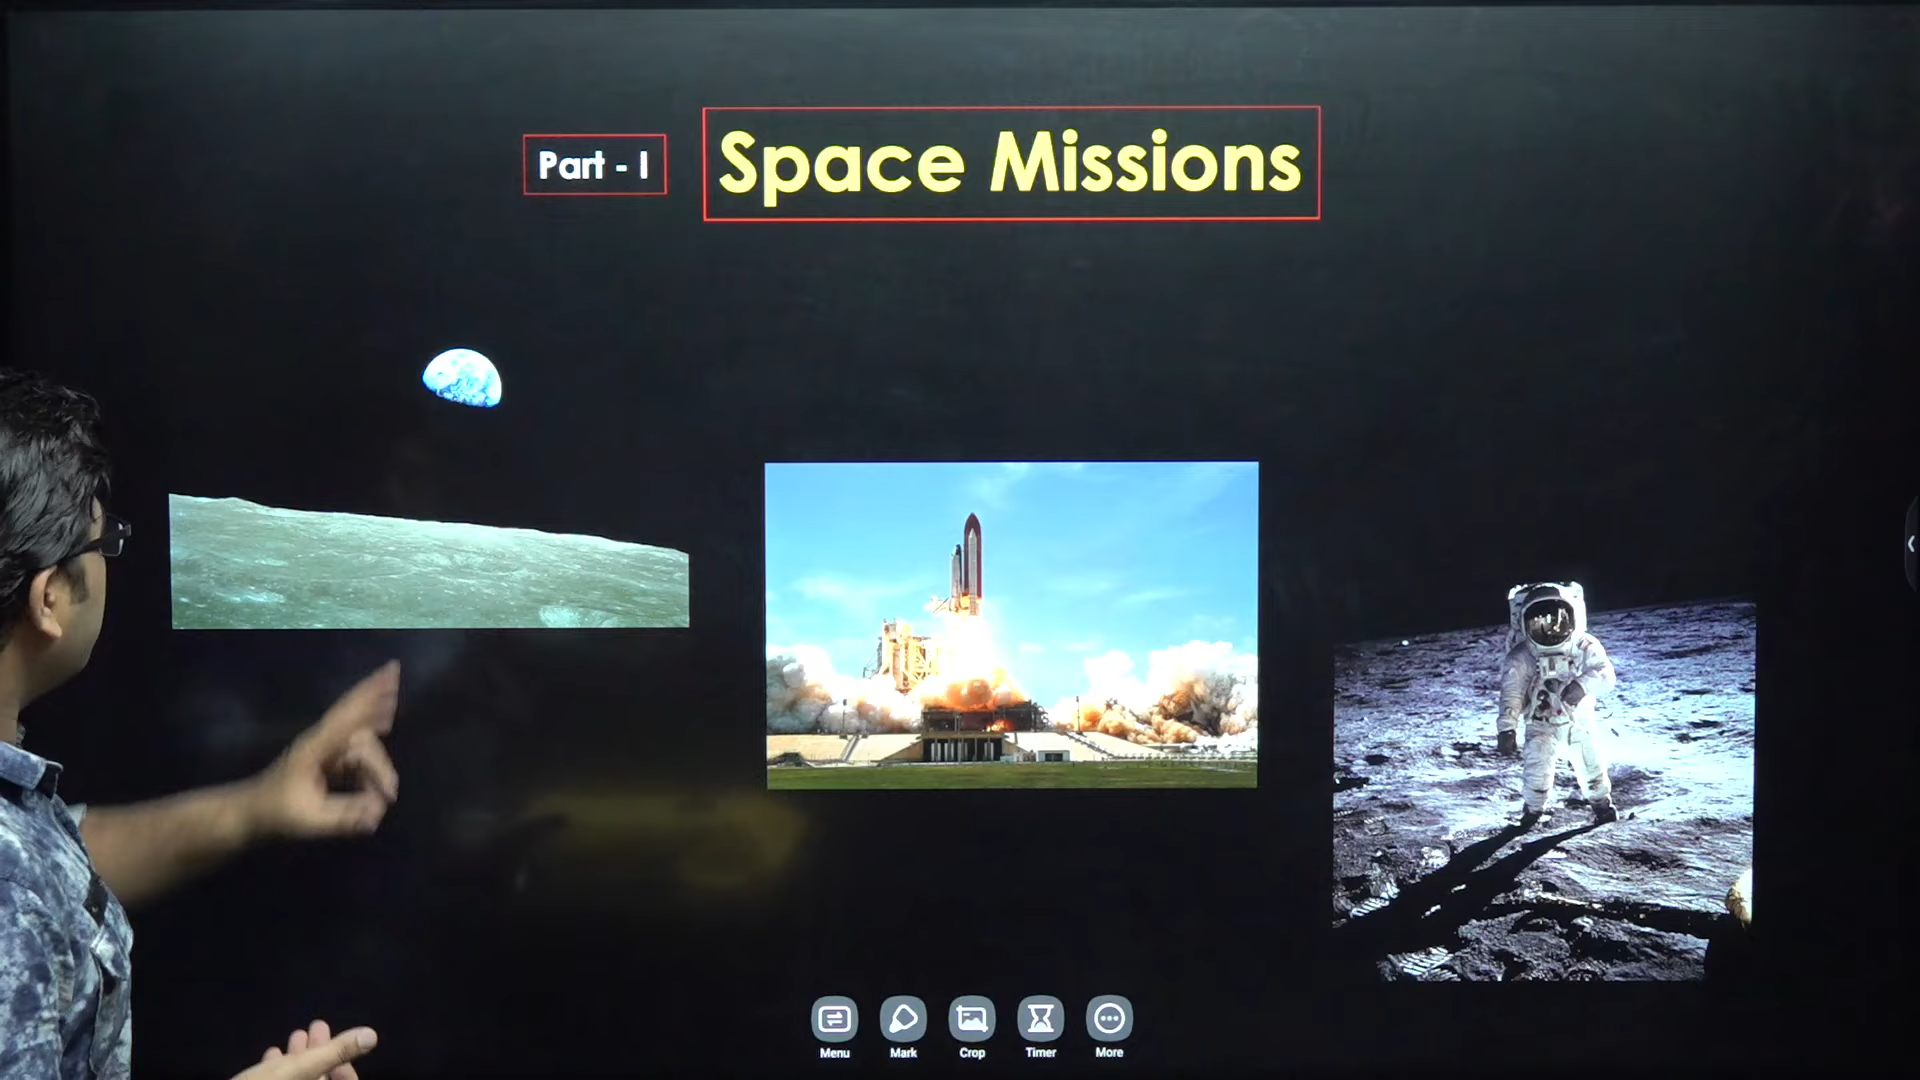 Part - I
Space Missions
Menu
Mark
Crop
Timer
More